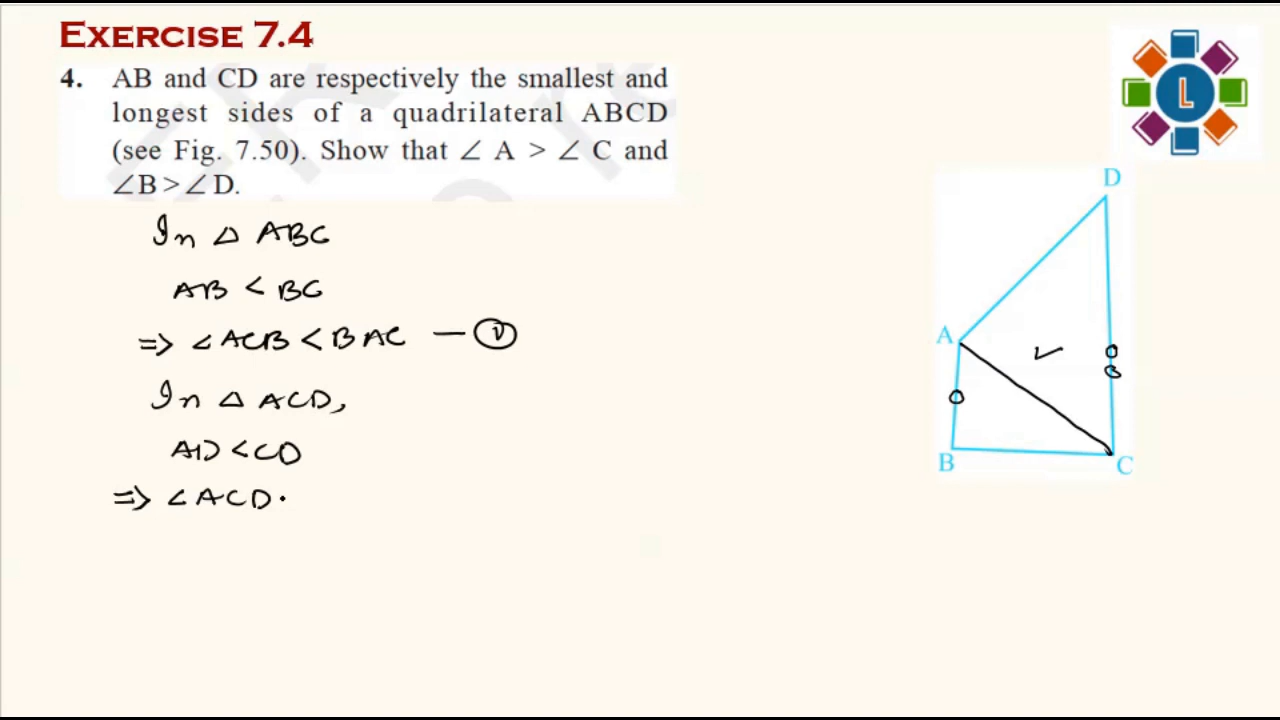 EXERCISE 7.4
4. AB and CD are respectively the smallest and
longest sides of a quadrilateral ABCD
(see Fig. 7.50). Show that ∠ A > ∠ C and
∠B > ∠ D.
In △ ABC
AB < BC
=> ∠ACB < BAC —
In △ ACD,
AD < CD
=> ∠ACD
L
D
A
B
C